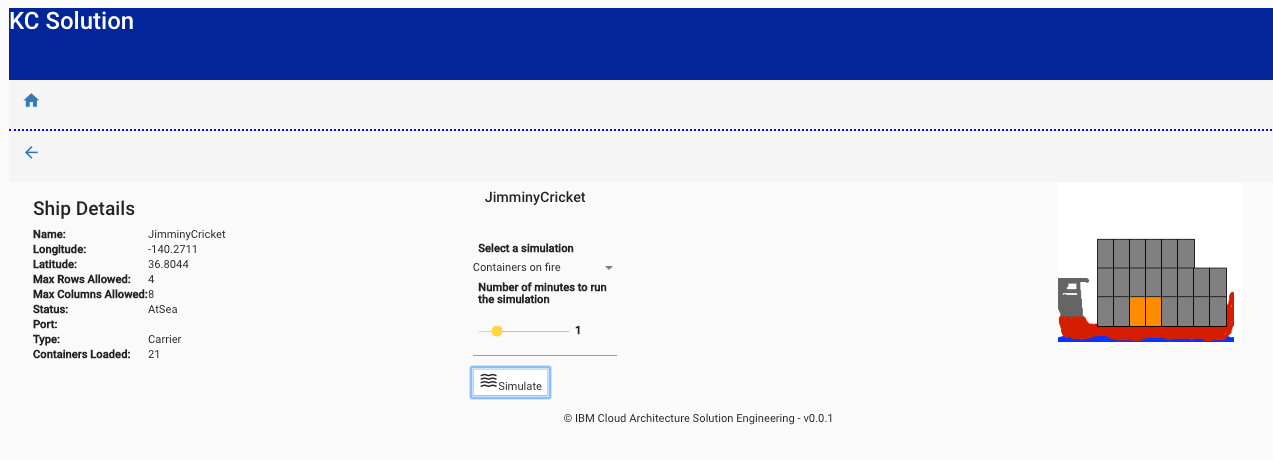 KC Solution
Ship Details
Name: JimminyCricket
Longitude: -140.2711
Latitude: 36.8044
Max Rows Allowed: 4
Max Columns Allowed:8
Status: AtSea
Port:
Type: Carrier
Containers Loaded: 21
JimminyCricket
Select a simulation
Containers on fire
Number of minutes to run
the simulation
1
Simulate
© IBM Cloud Architecture Solution Engineering - v0.0.1